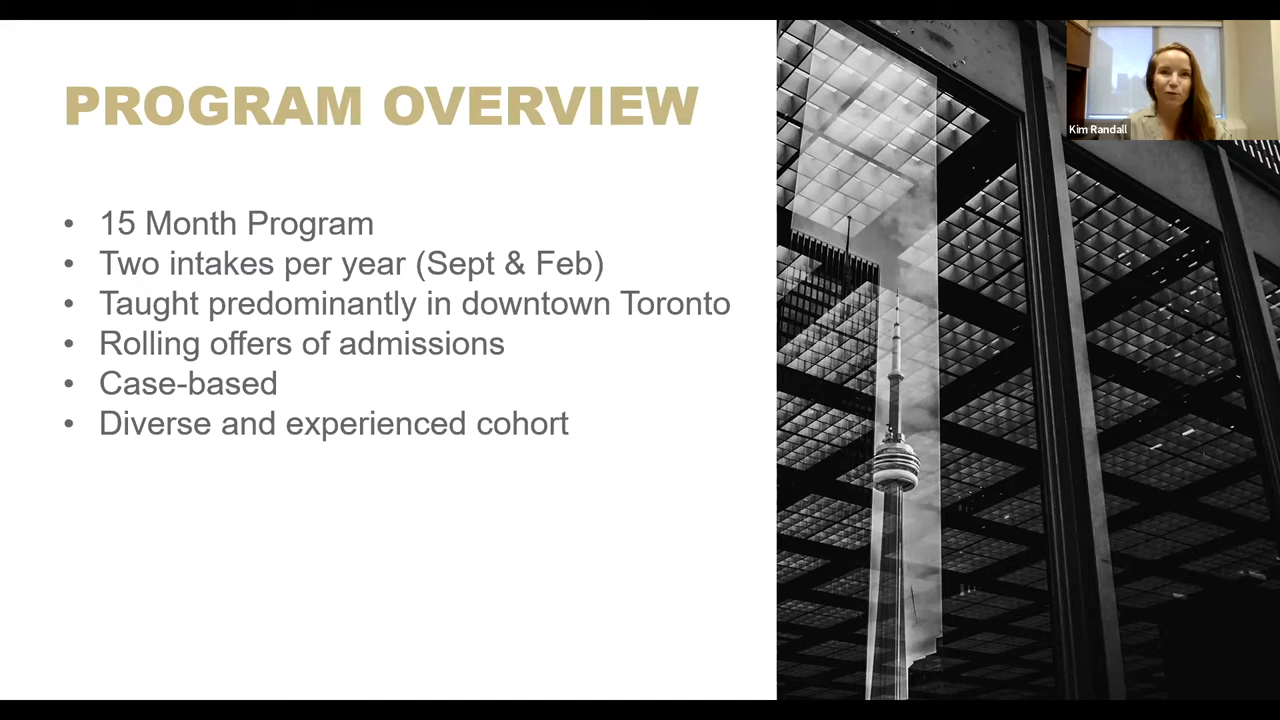 PROGRAM OVERVIEW
• 15 Month Program
• Two intakes per year (Sept & Feb)
• Taught predominantly in downtown Toronto
• Rolling offers of admissions
• Case-based
• Diverse and experienced cohort
Kim Randall